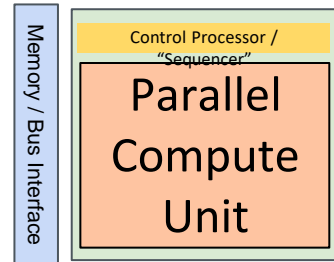 Memory / Bus Interface
Control Processor /
“Sequencer”
Parallel
Compute
Unit